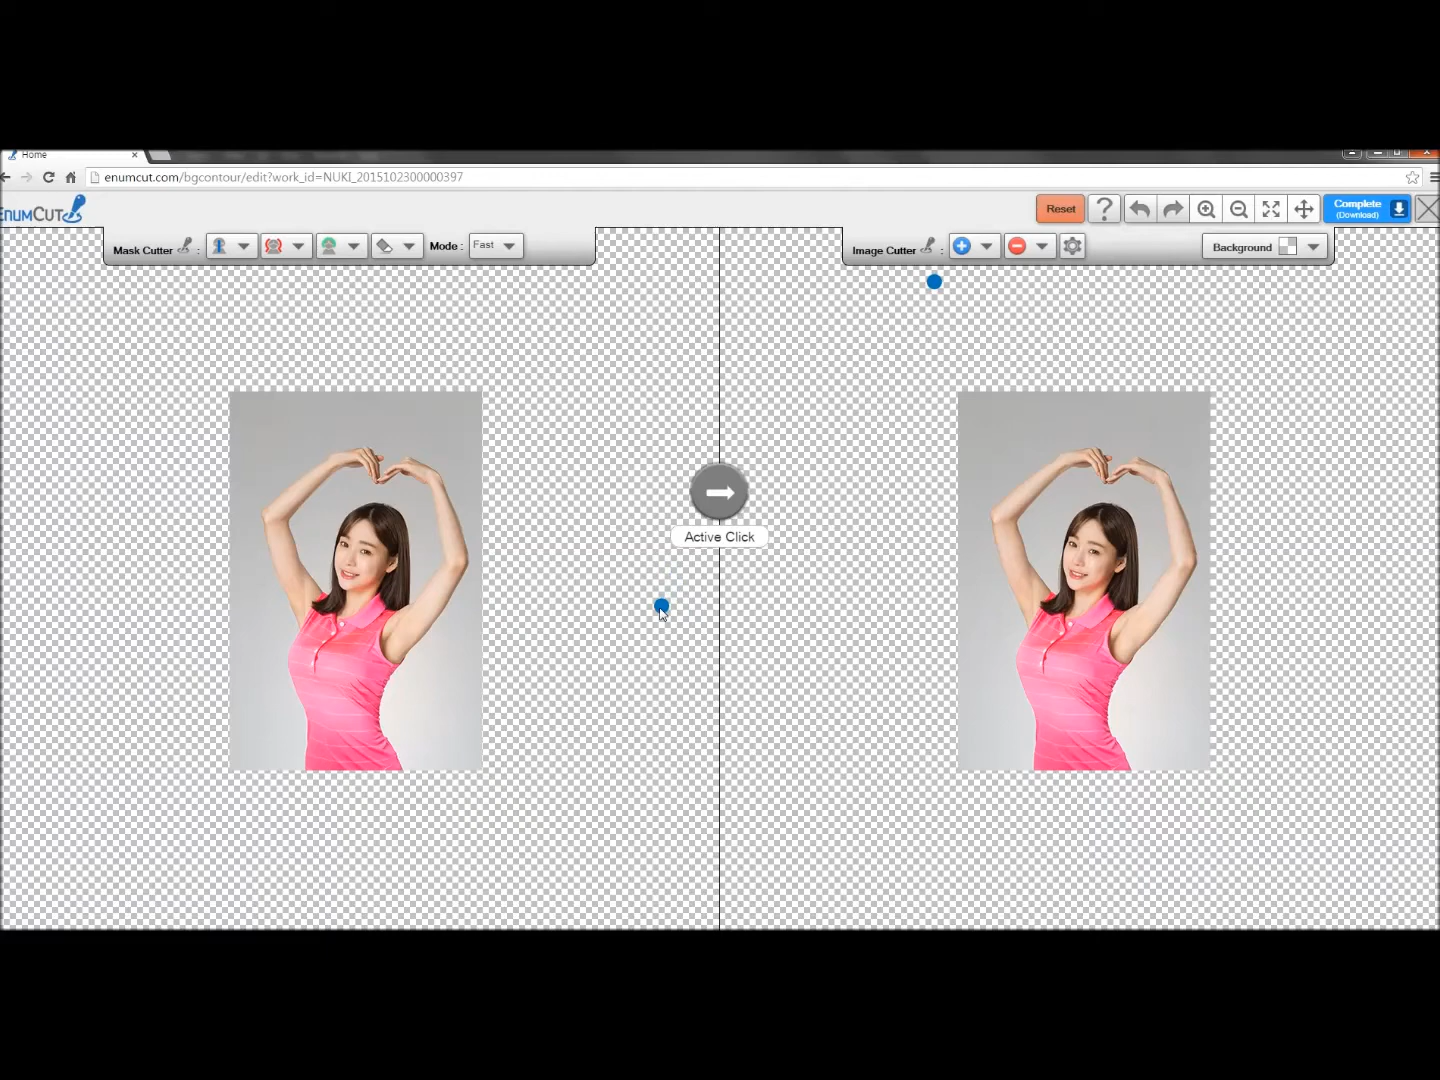 Home
enumcut.com/bgcontour/edit?work_id=NUKI_2015102300000397
ENUMCUT
Reset
?
Complete
(Download)
Mask Cutter :
Mode : Fast
Image Cutter :
Background
Active Click